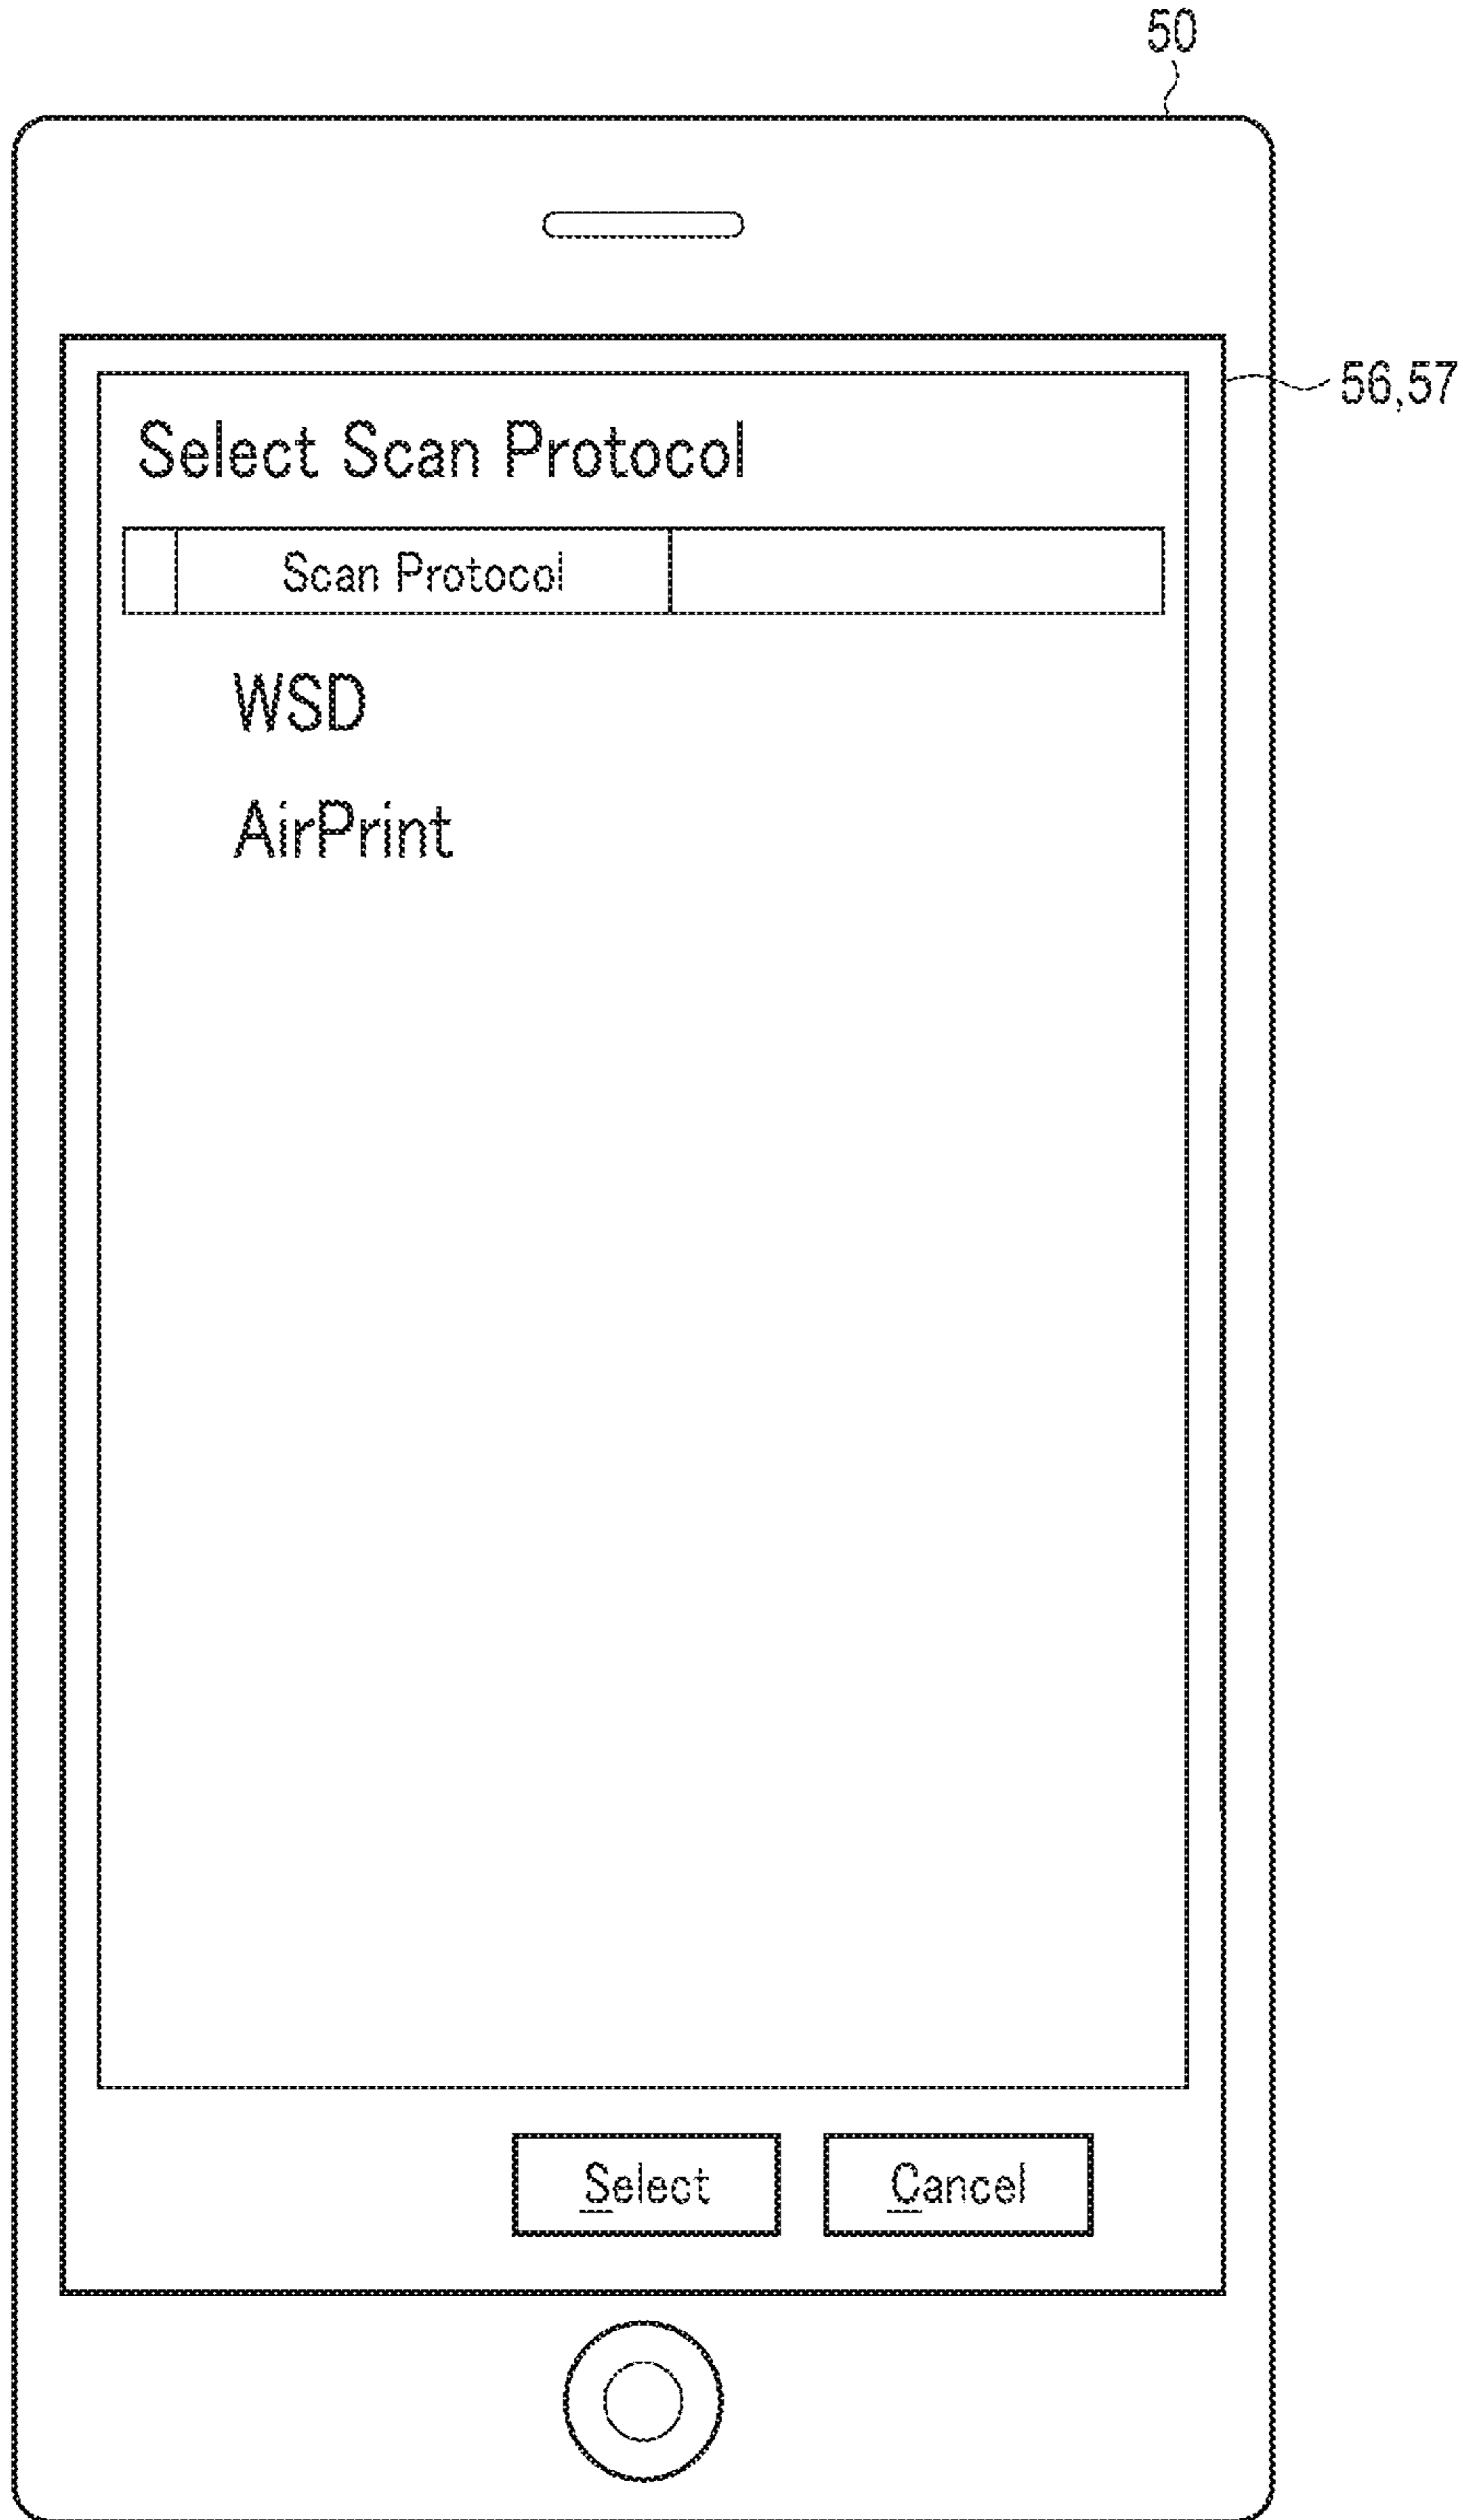 50
56,57
Select Scan Protocol
Scan Protocol
WSD
AirPrint
Select Cancel